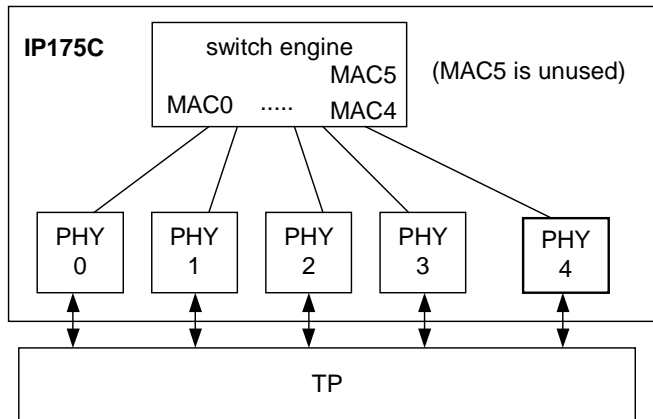 IP175C
switch engine
MAC5
(MAC5 is unused)
MAC0 ..... MAC4
PHY
0
PHY
1
PHY
2
PHY
3
PHY
4
TP